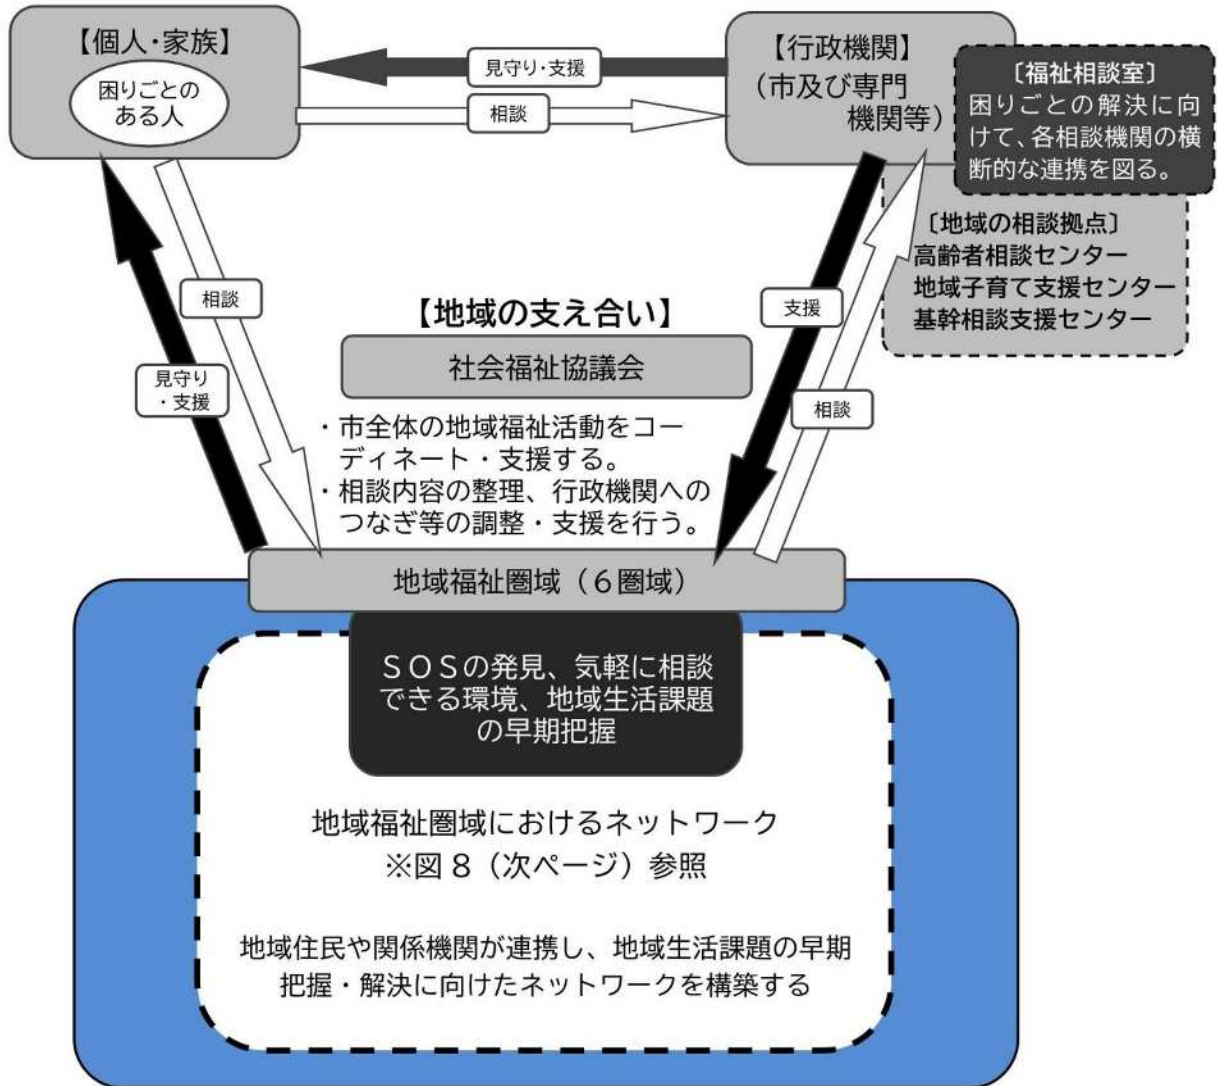 【個人・家族】
困りごとの
ある人
見守り・支援
相談
【行政機関】
（市及び専門
機関等）
〔福祉相談室〕
困りごとの解決に向
けて、各相談機関の横
断的な連携を図る。
〔地域の相談拠点〕
高齢者相談センター
地域子育て支援センター
基幹相談支援センター
相談
見守り
・支援
支援
相談
【地域の支え合い】
社会福祉協議会
・市全体の地域福祉活動をコー
ディネート・支援する。
・相談内容の整理、行政機関への
つなぎ等の調整・支援を行う。
地域福祉圏域（６圏域）
ＳＯＳの発見、気軽に相談
できる環境、地域生活課題
の早期把握
地域福祉圏域におけるネットワーク
※図８（次ページ）参照
地域住民や関係機関が連携し、地域生活課題の早期
把握・解決に向けたネットワークを構築する